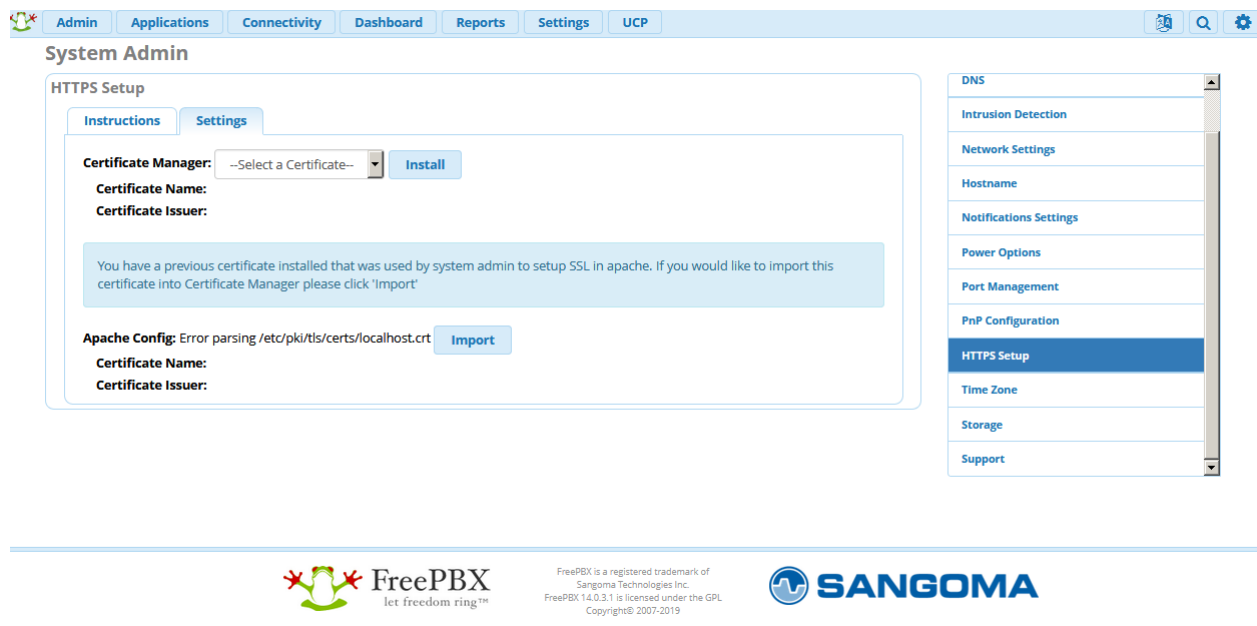 Admin
Applications
Connectivity
Dashboard
Reports
Settings
UCP
System Admin
HTTPS Setup
Instructions
Settings
Certificate Manager: --Select a Certificate-- Install
Certificate Name:
Certificate Issuer:
You have a previous certificate installed that was used by system admin to setup SSL in apache. If you would like to import this
certificate into Certificate Manager please click 'Import'
Apache Config: Error parsing /etc/pki/tls/certs/localhost.crt Import
Certificate Name:
Certificate Issuer:
DNS
Intrusion Detection
Network Settings
Hostname
Notifications Settings
Power Options
Port Management
PnP Configuration
HTTPS Setup
Time Zone
Storage
Support
FreePBX
let freedom ring™
FreePBX is a registered trademark of
Sangoma Technologies Inc.
FreePBX 14.0.3.1 is licensed under the GPL
Copyright© 2007-2019
SANGOMA